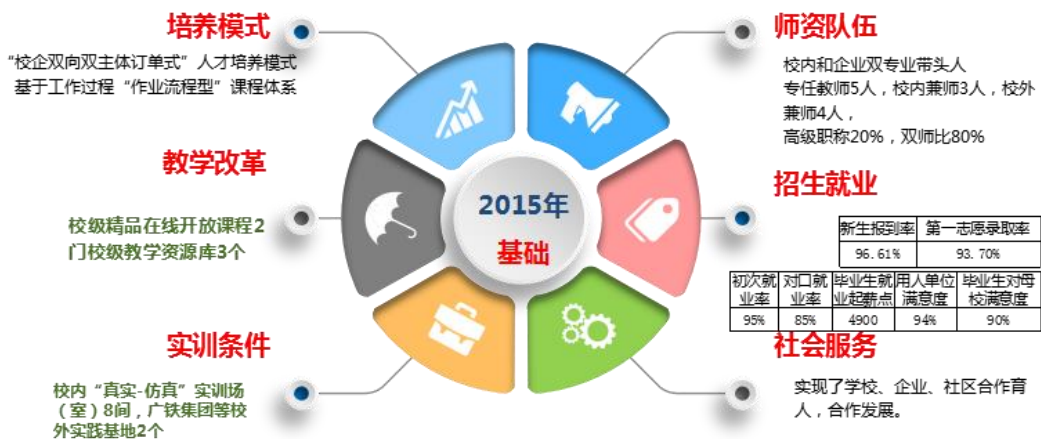 培养模式
“校企双向双主体订单式”人才培养模式
基于工作过程“作业流程型”课程体系
教学改革
校级精品在线开放课程2
门校级教学资源库3个
实训条件
校内“真实-仿真”实训场
（室）8间，广铁集团等校
外实践基地2个
2015年
基础
师资队伍
校内和企业双专业带头人
专任教师5人，校内兼师3人，校外
兼师4人，
高级职称20%，双师比80%
招生就业
新生报到率 第一志愿录取率
96.61% 93.70%
初次就业率 对口就业率 毕业生就业起薪点 用人单位满意度 毕业生对母校满意度
95% 85% 4900 94% 90%
社会服务
实现了学校、企业、社区合作育
人，合作发展。